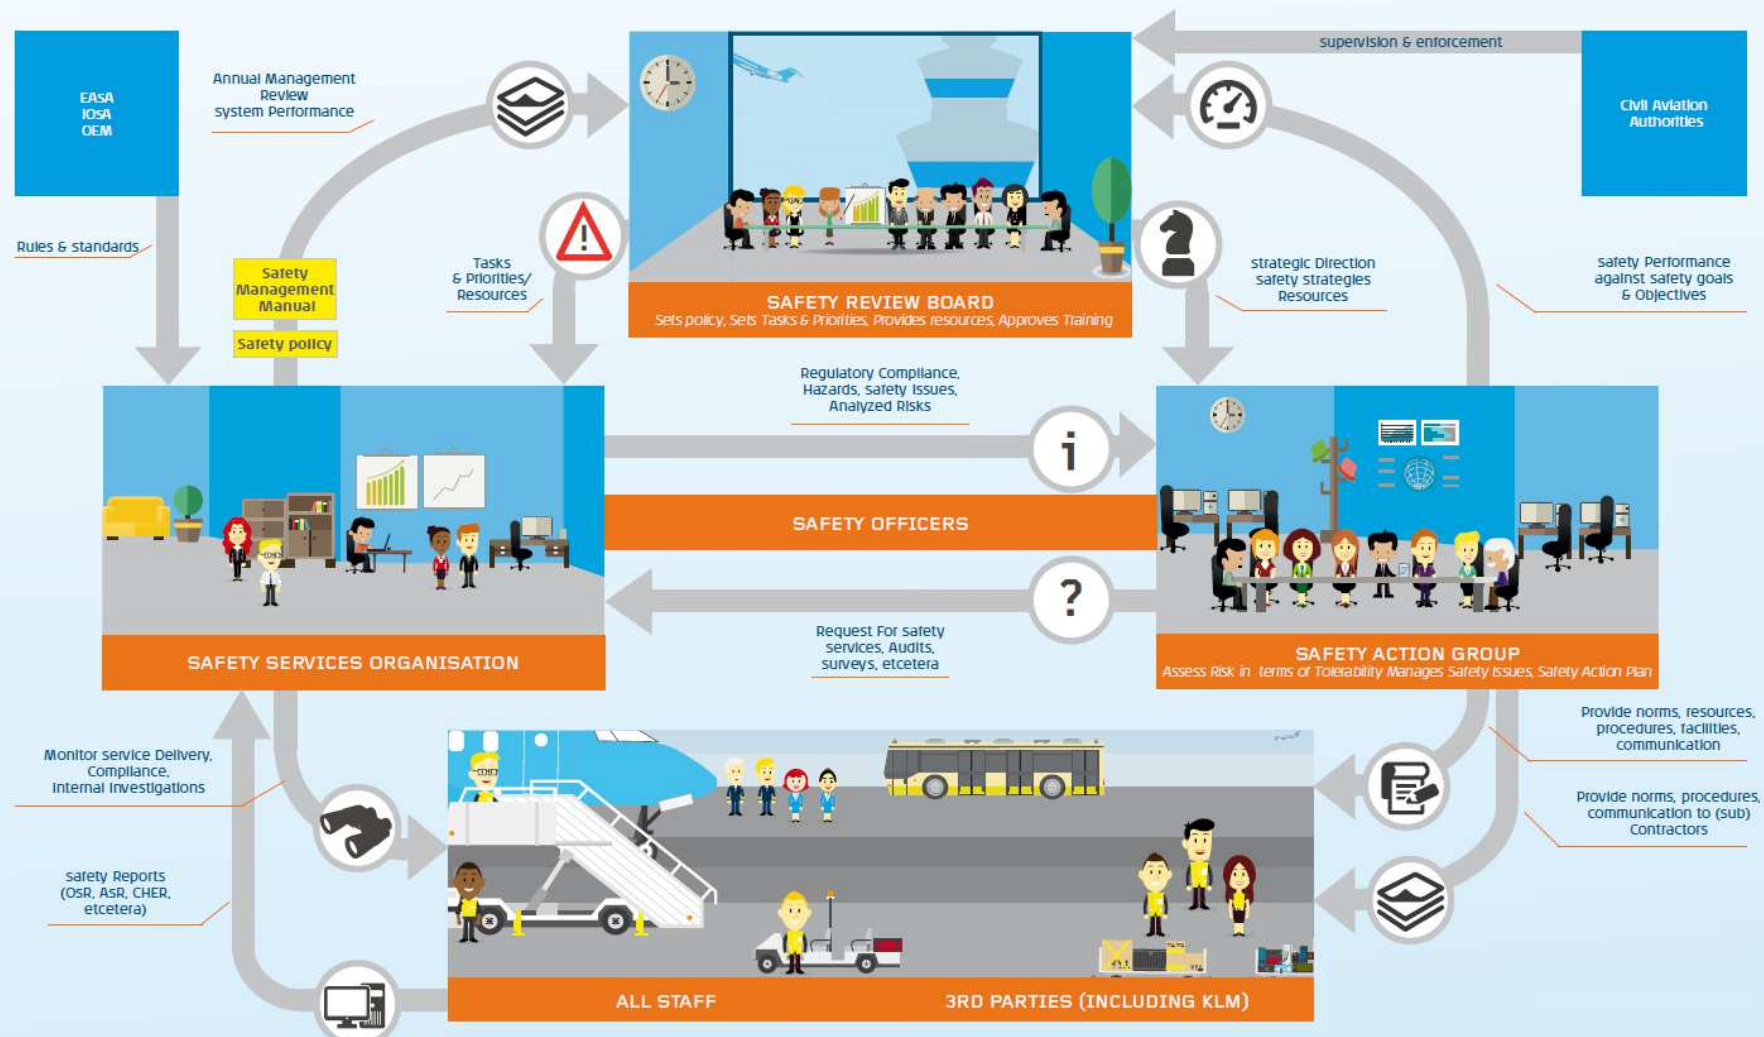 EASA
IOSA
OEM
Annual Management
Review
system Performance
supervision & enforcement
Civil Aviation
Authorities
Rules & standards
Safety
Management
Manual
Safety policy
Tasks
& Priorities/
Resources
SAFETY REVIEW BOARD
Sets policy, Sets Tasks & Priorities, Provides resources, Approves Training
strategic Direction
safety strategies
Resources
safety Performance
against safety goals
& Objectives
Regulatory Compliance,
Hazards, safety Issues,
Analyzed Risks
i
SAFETY OFFICERS
?
Request For safety
services, Audits,
surveys, etcetera
SAFETY SERVICES ORGANISATION
SAFETY ACTION GROUP
Assess Risk in terms of Tolerability Manages Safety Issues, Safety Action Plan
Monitor service Delivery,
Compliance,
Internal Investigations
Provide norms, resources,
procedures, facilities,
communication
Provide norms, procedures,
communication to (sub)
Contractors
safety Reports
(OSR, ASR, CHER,
etcetera)
ALL STAFF
3RD PARTIES (INCLUDING KLM)